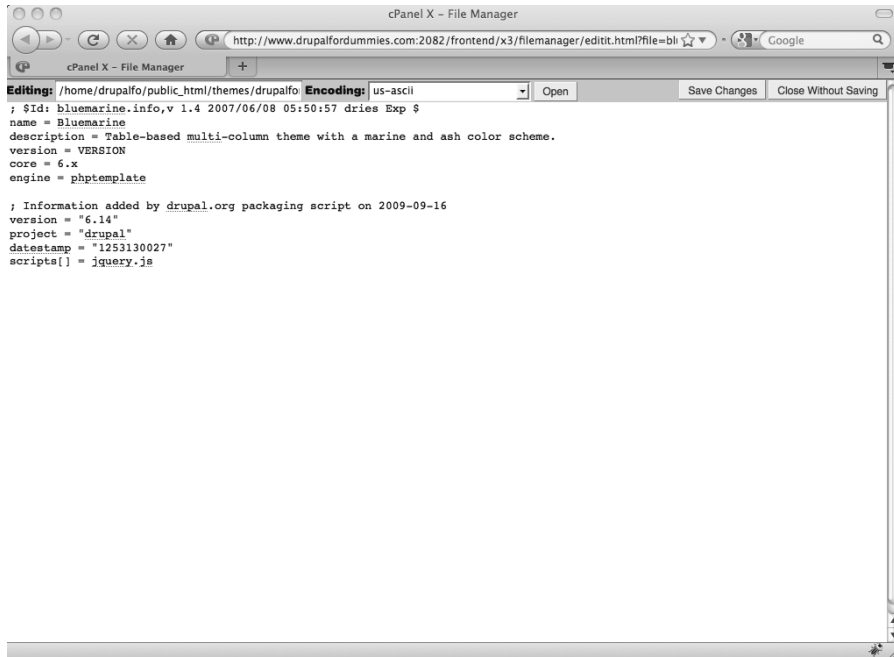 cPanel X – File Manager
http://www.drupalfordummies.com:2082/frontend/x3/filemanager/editit.html?file=bl
Google
cPanel X – File Manager
Editing: /home/drupalfo/public_html/themes/drupalfo Encoding: us-ascii Open Save Changes Close Without Saving
; $Id: bluemarine.info,v 1.4 2007/06/08 05:50:57 dries Exp $
name = Bluemarine
description = Table-based multi-column theme with a marine and ash color scheme.
version = VERSION
core = 6.x
engine = phptemplate
; Information added by drupal.org packaging script on 2009-09-16
version = "6.14"
project = "drupal"
datestamp = "1253130027"
scripts[] = jquery.js